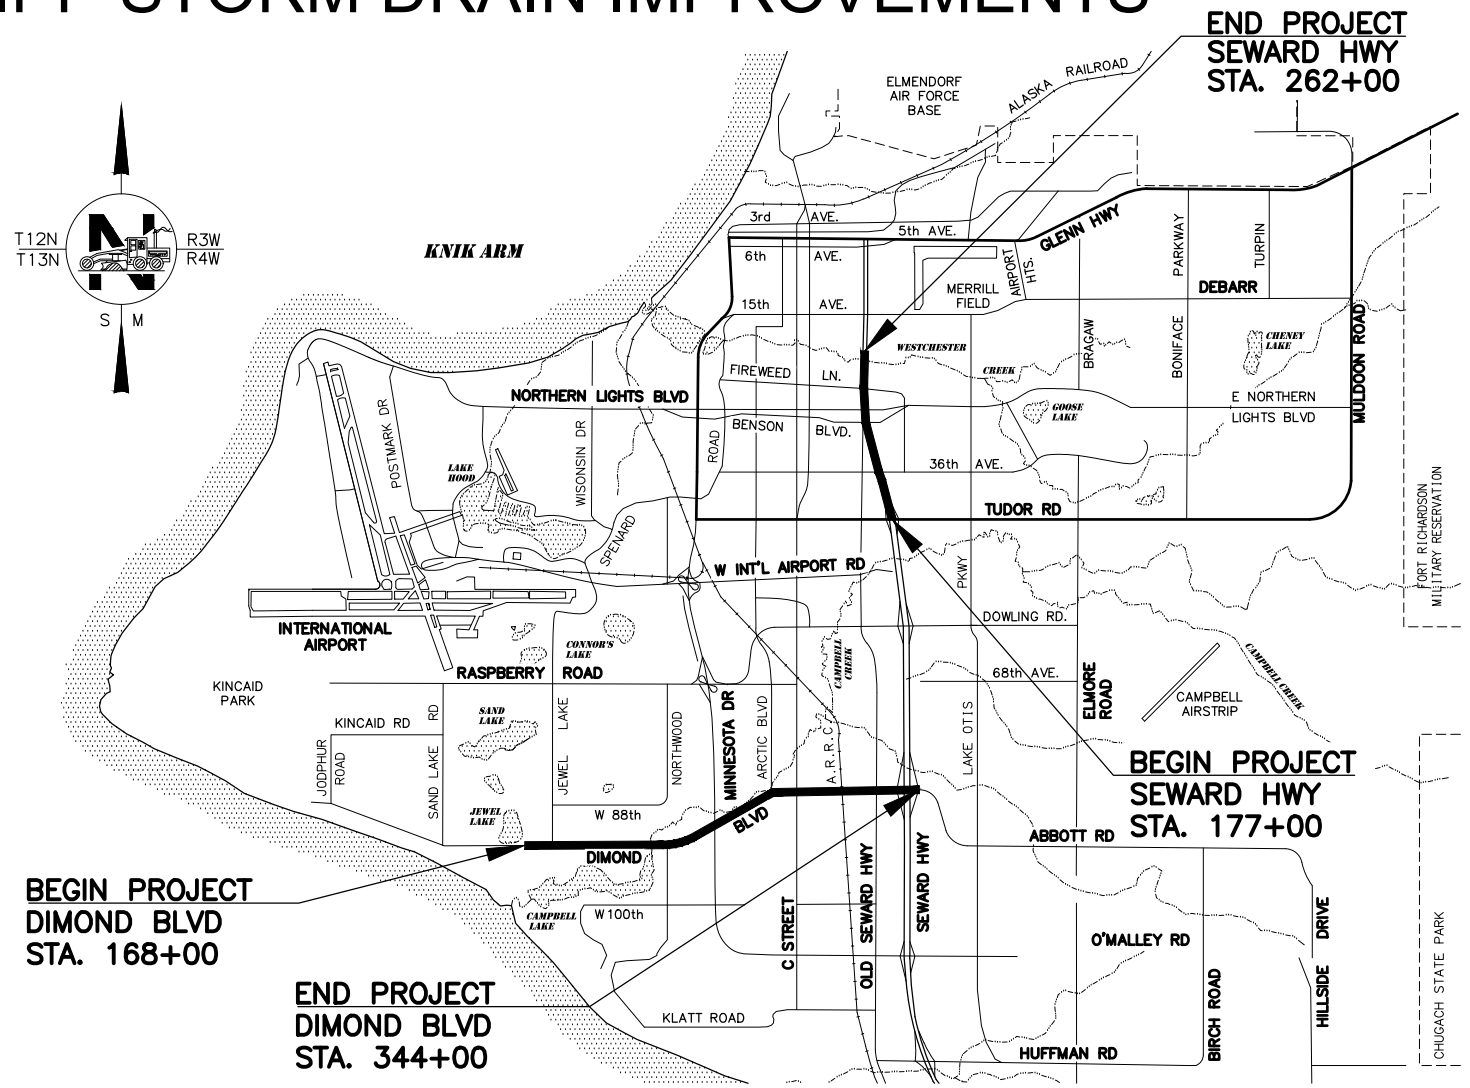 STORM DRAIN IMPROVEMENTS
END PROJECT
SEWARD HWY
STA. 262+00
ELMENDORF
AIR FORCE
BASE
ALASKA RAILROAD
N
T12N
T13N
R3W
R4W
S M
KNIK ARM
3rd AVE.
5th AVE.
GLENN HWY
6th AVE.
MERRILL
FIELD
AIRPORT
HTS.
PARKWAY
TURPIN
DEBARR
15th AVE.
MULDOON ROAD
BRAGAW
BONIFACE
CHENEY
LAKE
WESTCHESTER
CREEK
FIREWEED LN.
NORTHERN LIGHTS BLVD
E NORTHERN
LIGHTS BLVD
GOOSE
LAKE
POSTMARK DR
WISONSIN DR
ROAD
BENSON BLVD.
LAKE
HOOD
36th AVE.
TUDOR RD
SPENARD
FORT RICHARDSON
MILITARY RESERVATION
W INT'L AIRPORT RD
PKWY
DOWLING RD.
INTERNATIONAL
AIRPORT
CONNOR'S
LAKE
CAMPBELL
CREEK
CAMPBELL CREEK
RASPBERRY ROAD
68th AVE.
ELMORE
ROAD
KINCAID
PARK
CAMPBELL
AIRSTRIP
SAND
LAKE
KINCAID RD
SAND LAKE RD
JEWEL LAKE
NORTHWOOD
MINNESOTA DR
ARCTIC BLVD
A.R.R.C.
LAKE OTIS
JODPHUR
ROAD
BEGIN PROJECT
SEWARD HWY
STA. 177+00
JEWEL
LAKE
W 88th
BLVD
DIMOND
ABBOTT RD
OLD SEWARD HWY
SEWARD HWY
BEGIN PROJECT
DIMOND BLVD
STA. 168+00
CAMPBELL
LAKE
W 100th
C STREET
O'MALLEY RD
HILLSIDE DRIVE
BIRCH ROAD
CHUGACH STATE PARK
END PROJECT
DIMOND BLVD
STA. 344+00
KLATT ROAD
HUFFMAN RD